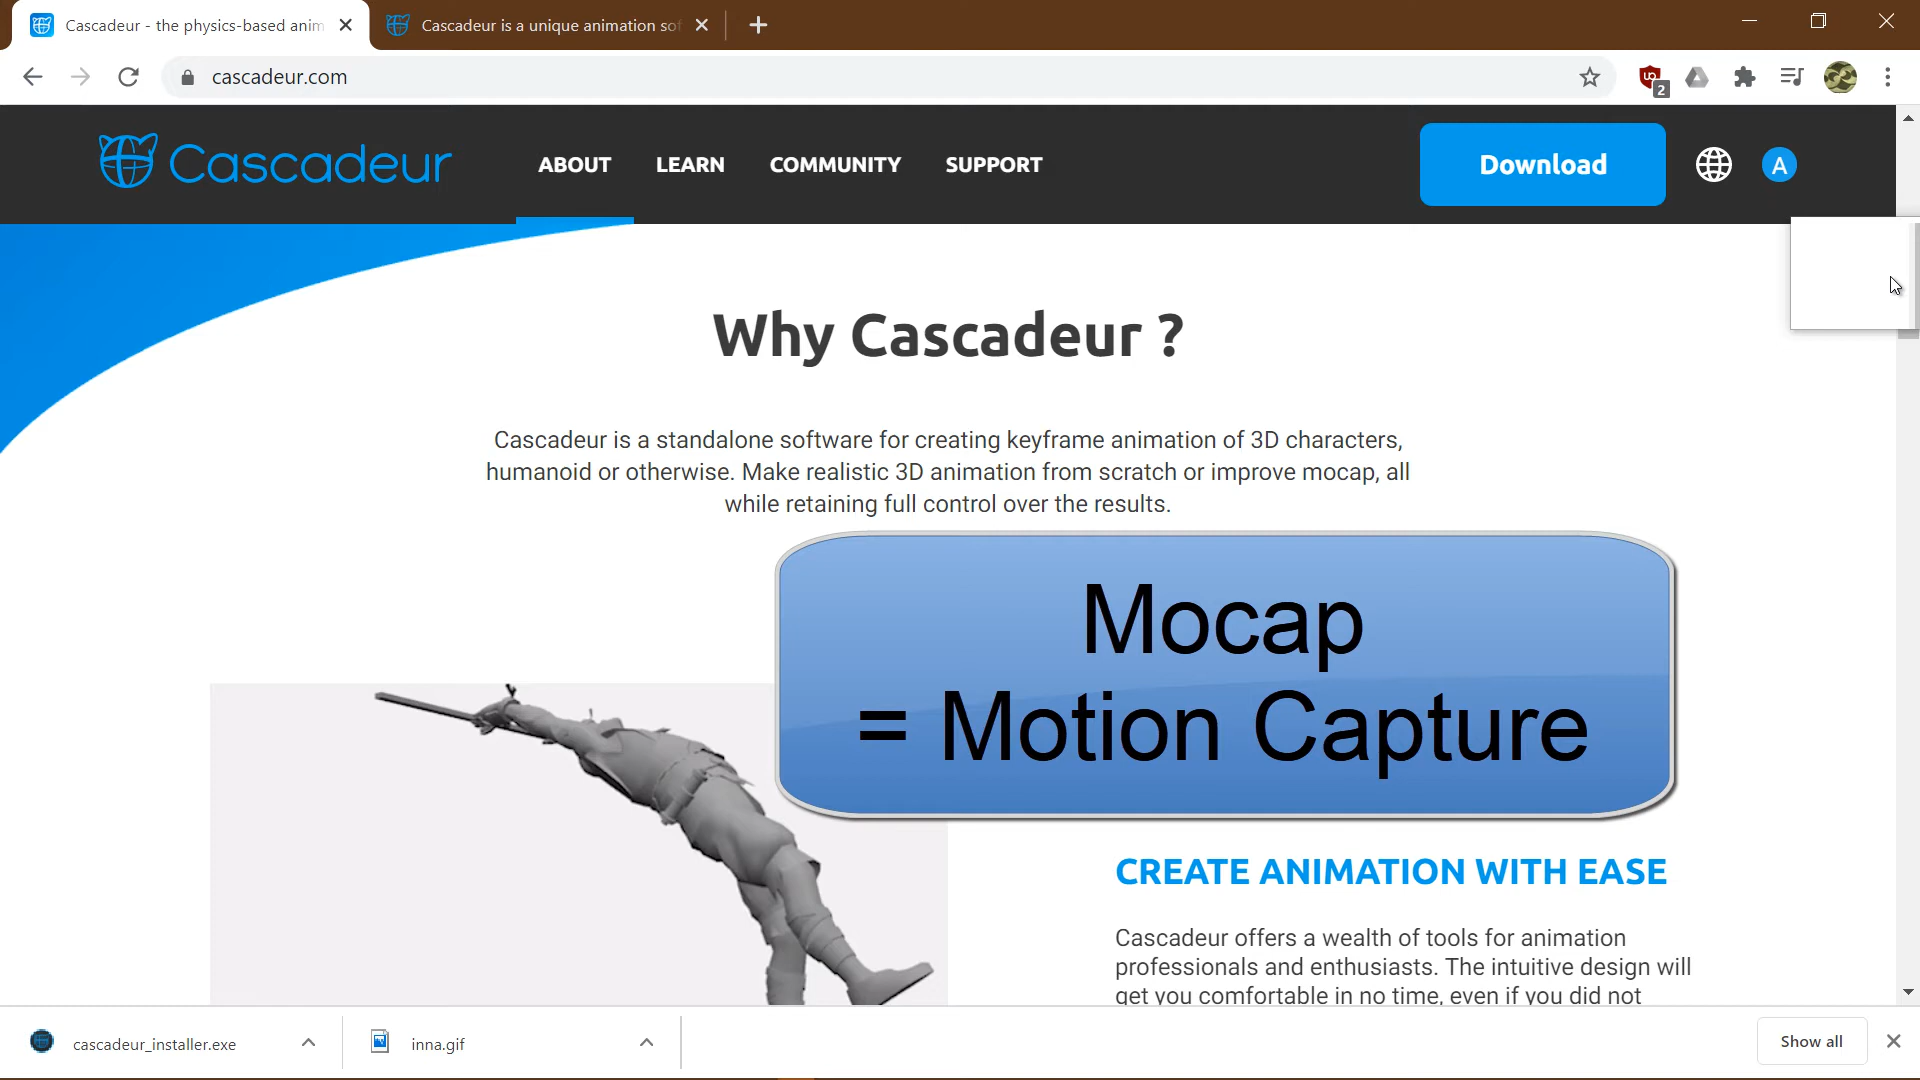 Cascadeur - the physics-based anim
Cascadeur is a unique animation sof
cascadeur.com
2
Cascadeur
ABOUT
LEARN
COMMUNITY
SUPPORT
Download
A
Why Cascadeur ?
Cascadeur is a standalone software for creating keyframe animation of 3D characters,
humanoid or otherwise. Make realistic 3D animation from scratch or improve mocap, all
while retaining full control over the results.
Mocap
= Motion Capture
CREATE ANIMATION WITH EASE
Cascadeur offers a wealth of tools for animation
professionals and enthusiasts. The intuitive design will
get you comfortable in no time, even if you did not
cascadeur_installer.exe
inna.gif
Show all